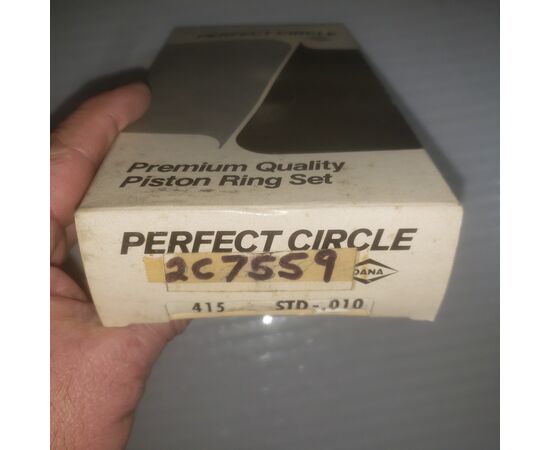 PERFECT CIRCLE
Premium Quality
Piston Ring Set
PERFECT CIRCLE
2C7559
DANA
415 STD-.010